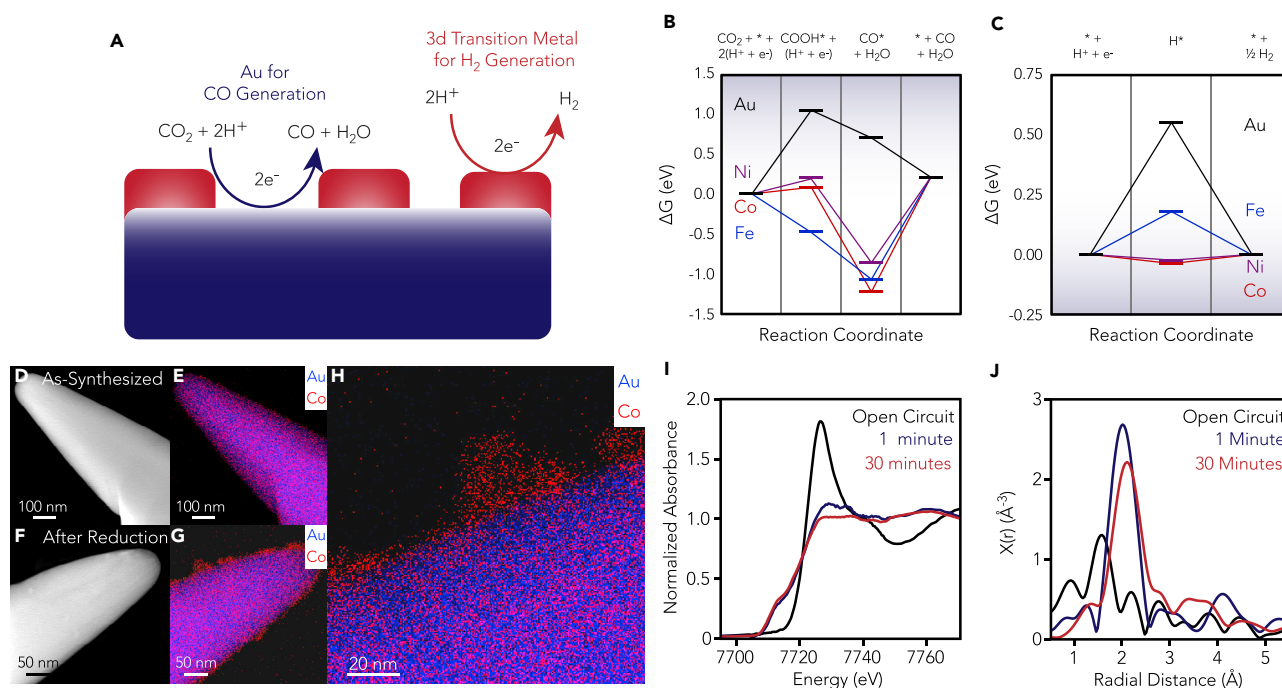 A
Au for
CO Generation
3d Transition Metal
for H₂ Generation
CO₂ + 2H⁺
CO + H₂O
2e⁻
2H⁺
H₂
2e⁻
B
CO₂ + * +
2(H⁺ + e-)
COOH* +
(H⁺ + e-)
CO*
+ H₂O
* + CO
+ H₂O
1.5
1.0
0.5
0.0
-0.5
-1.0
-1.5
ΔG (eV)
Au
Ni
Co
Fe
Reaction Coordinate
C
* +
H⁺ + e-
H*
* +
½ H₂
0.75
0.50
0.25
0.00
-0.25
ΔG (eV)
Au
Fe
Ni
Co
Reaction Coordinate
D As-Synthesized
100 nm
E
Au
Co
100 nm
F After Reduction
50 nm
G
Au
Co
50 nm
H
Au
Co
20 nm
I
2.0
1.5
1.0
0.5
0
Normalized Absorbance
Open Circuit
1 minute
30 minutes
7700 7720 7740 7760
Energy (eV)
J
3
2
1
0
X(r) (Å⁻³)
Open Circuit
1 Minute
30 Minutes
1 2 3 4 5
Radial Distance (Å)